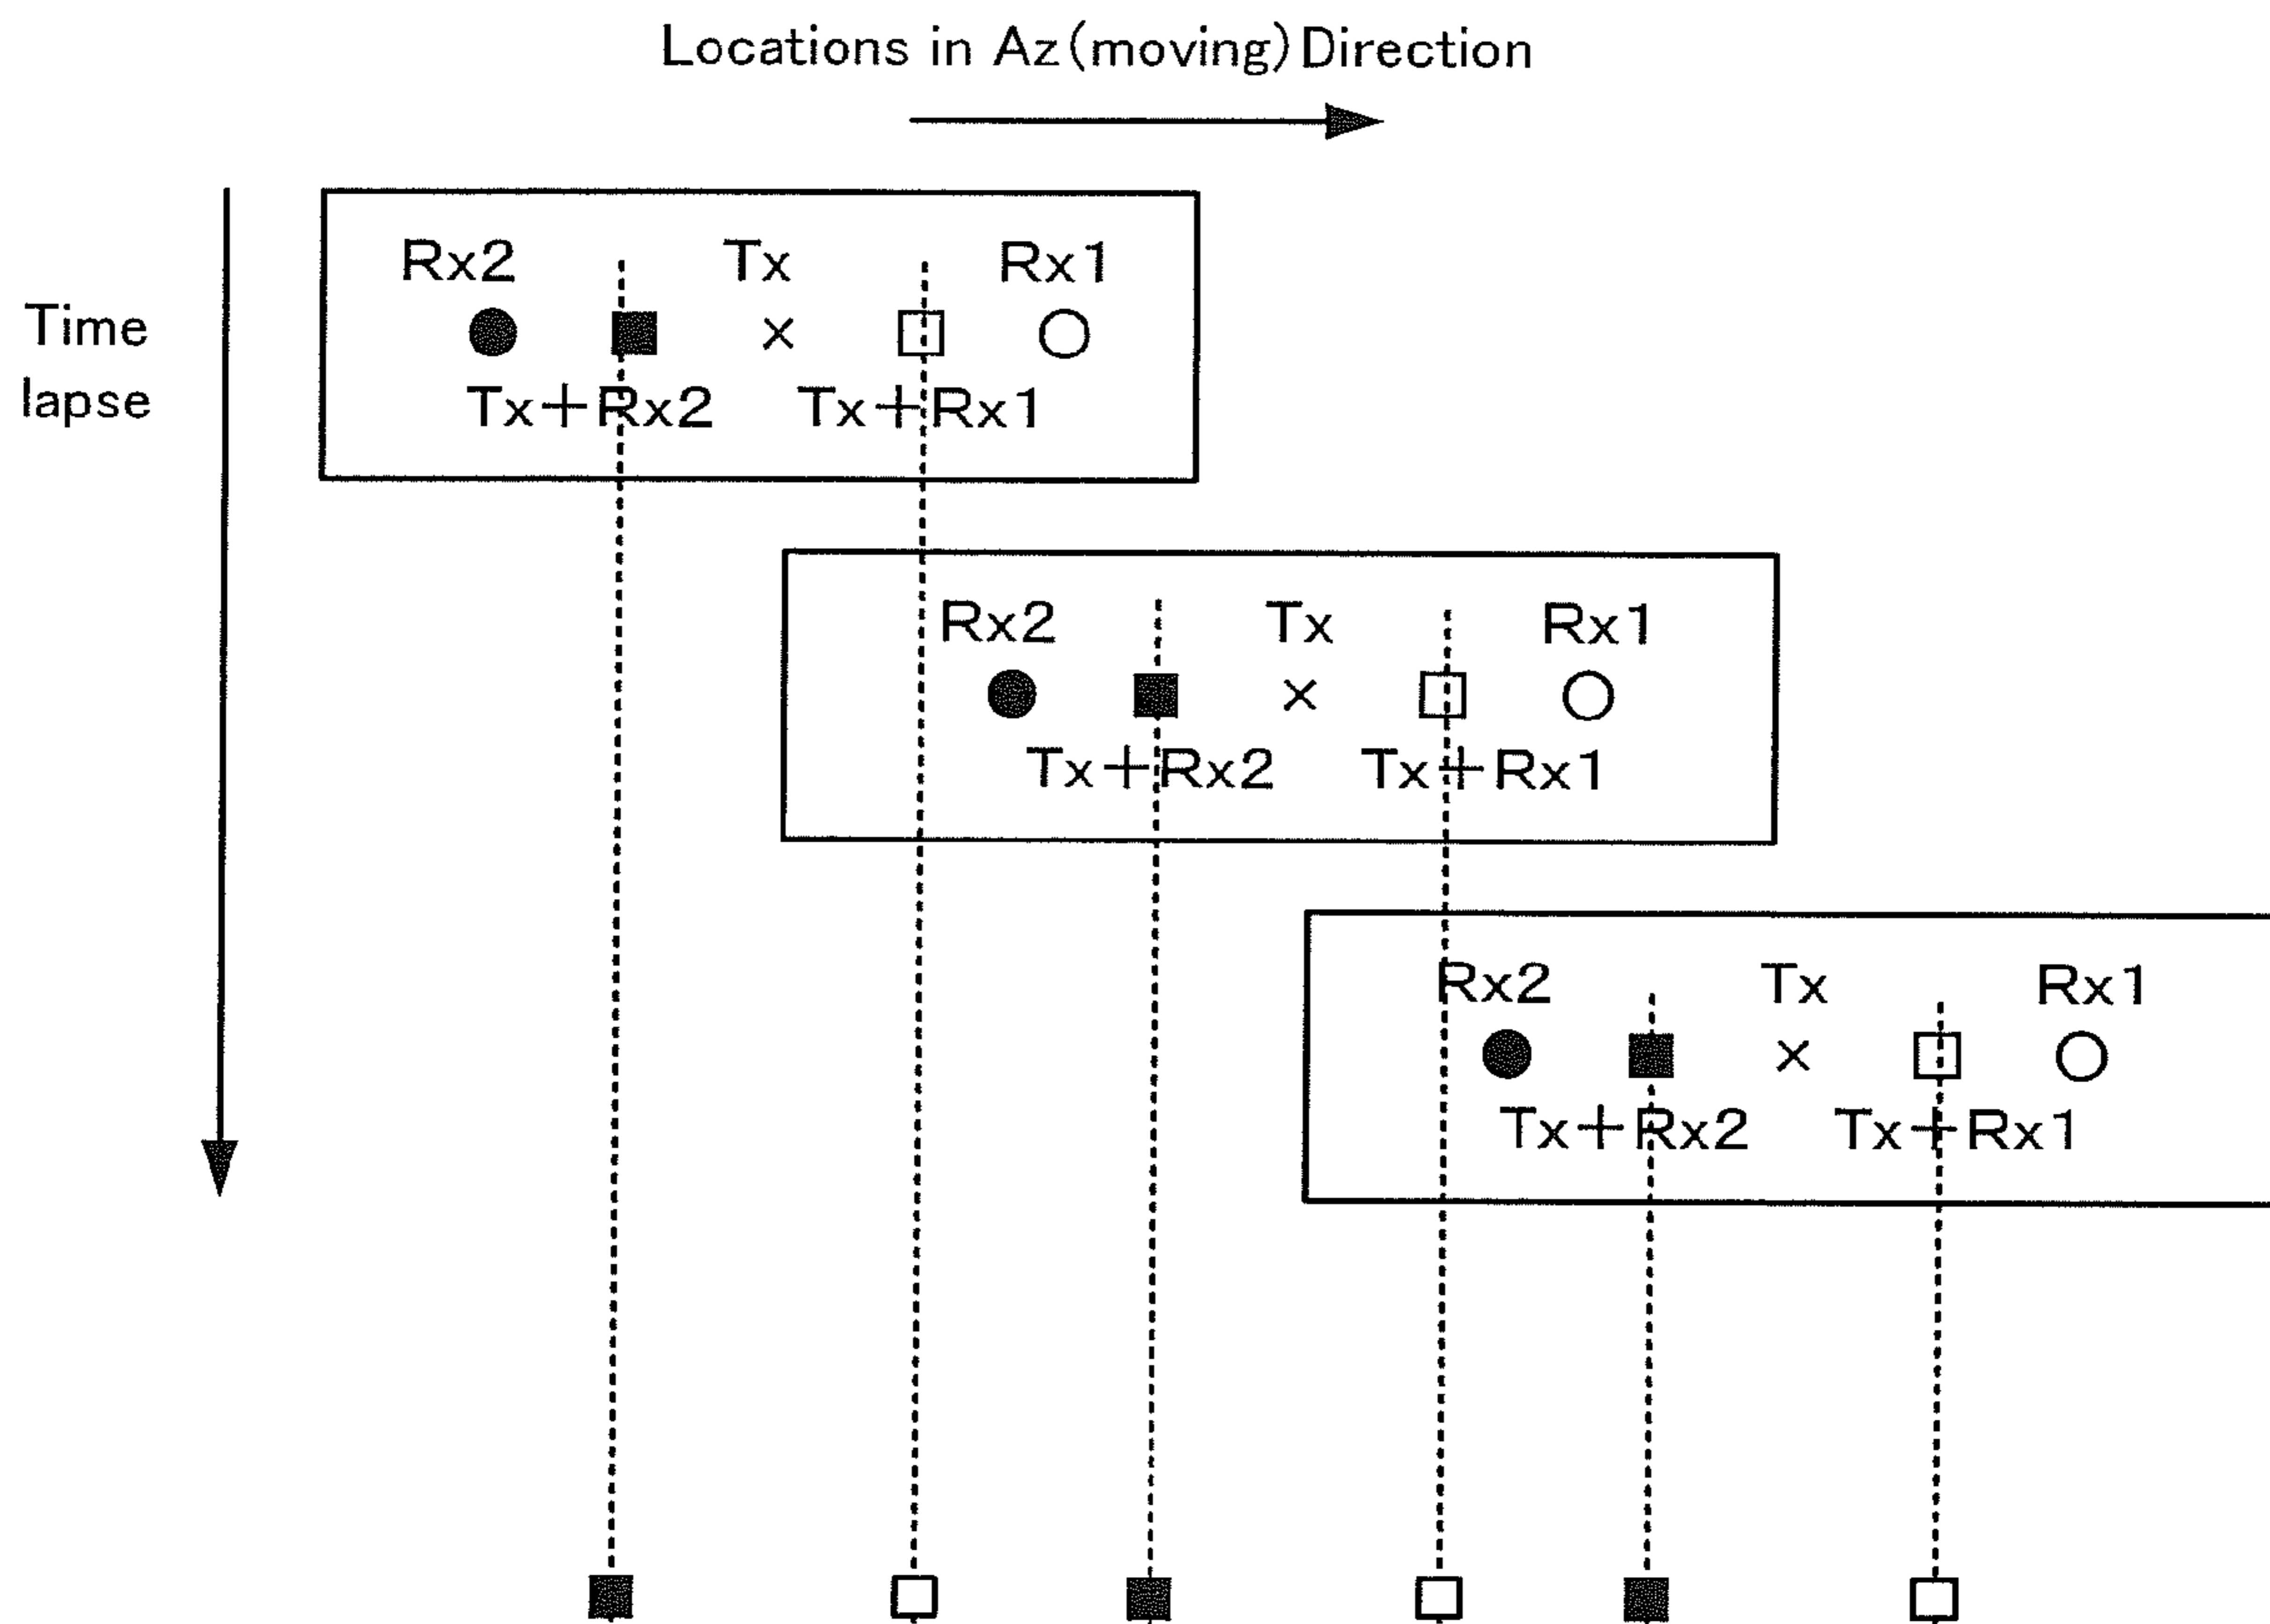 Locations in Az(moving)Direction
Time
lapse
Rx2 Tx Rx1
Tx+Rx2 Tx+Rx1
Rx2 Tx Rx1
Tx+Rx2 Tx+Rx1
Rx2 Tx Rx1
Tx+Rx2 Tx+Rx1